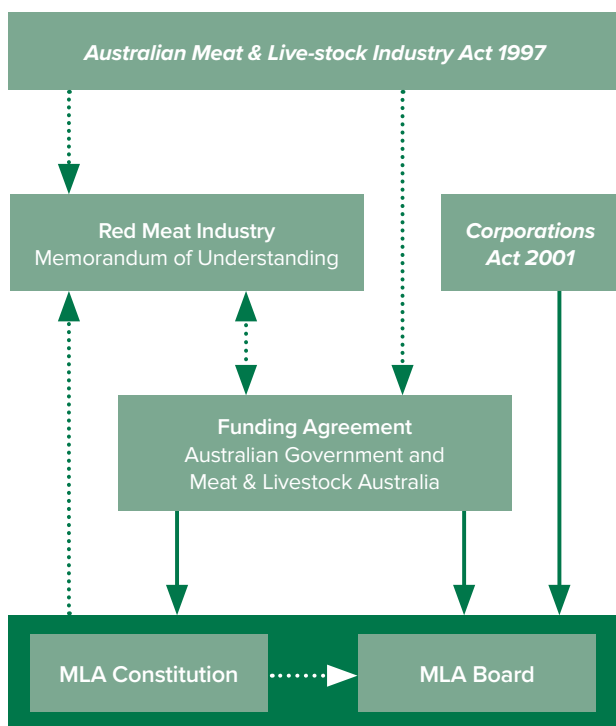 Australian Meat & Live-stock Industry Act 1997
Red Meat Industry
Memorandum of Understanding
Corporations
Act 2001
Funding Agreement
Australian Government and
Meat & Livestock Australia
MLA Constitution
MLA Board